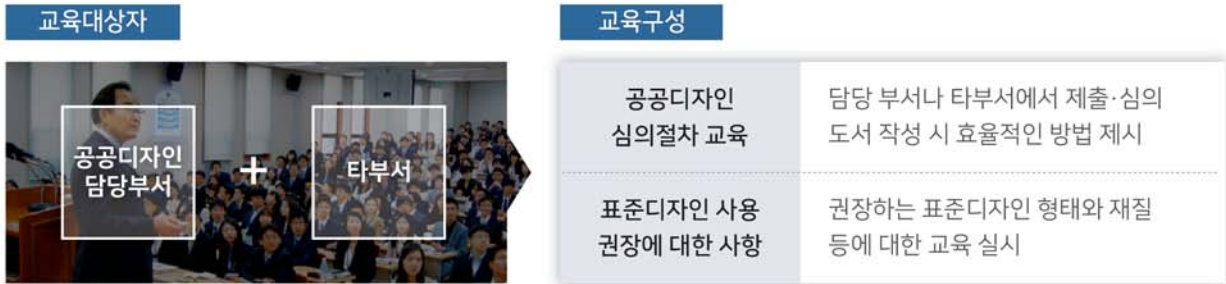 교육대상자
공공디자인
담당부서
+
타부서
교육구성
공공디자인
심의절차 교육
담당 부서나 타부서에서 제출·심의
도서 작성 시 효율적인 방법 제시
표준디자인 사용
권장에 대한 사항
권장하는 표준디자인 형태와 재질
등에 대한 교육 실시